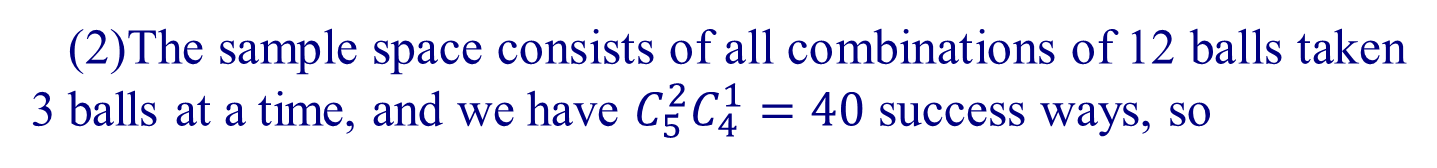 (2)The sample space consists of all combinations of 12 balls taken
3 balls at a time, and we have $C_5^2 C_4^1 = 40$ success ways, so